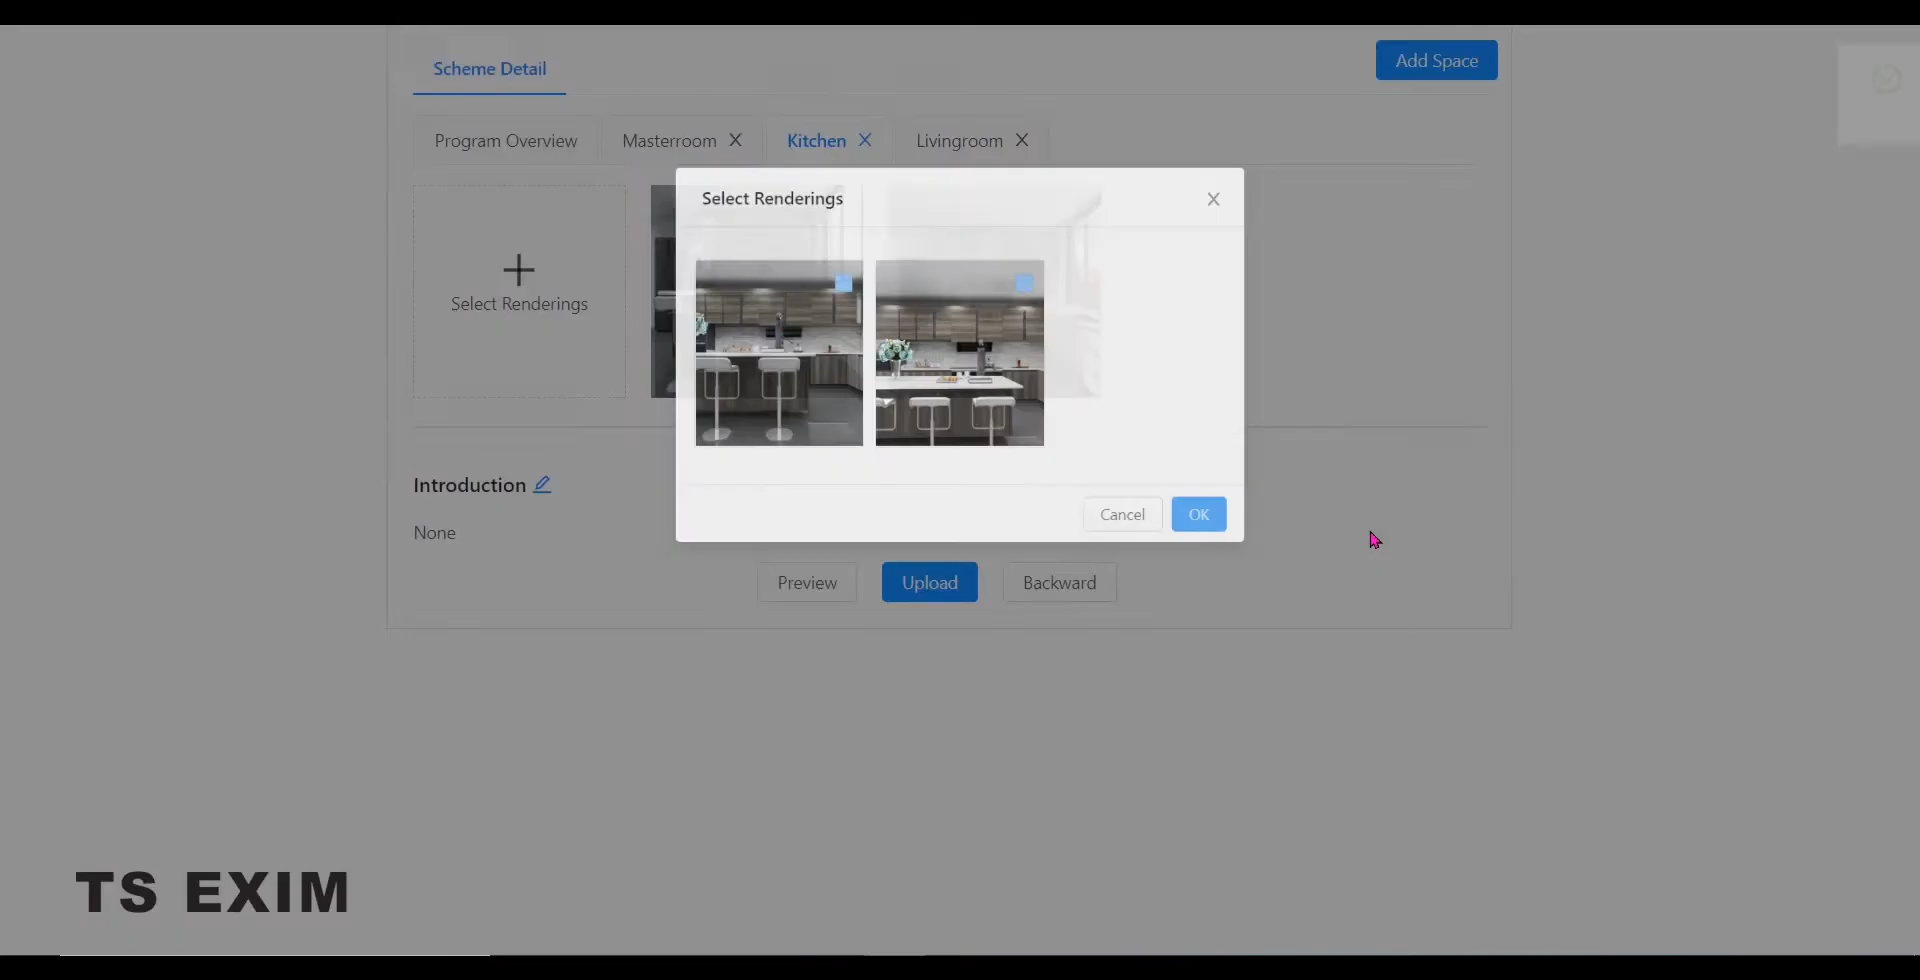 Scheme Detail
Add Space
Program Overview
Masterroom
Kitchen
Livingroom
Select Renderings
Select Renderings
Cancel
OK
Introduction
None
Preview
Upload
Backward
TS EXIM